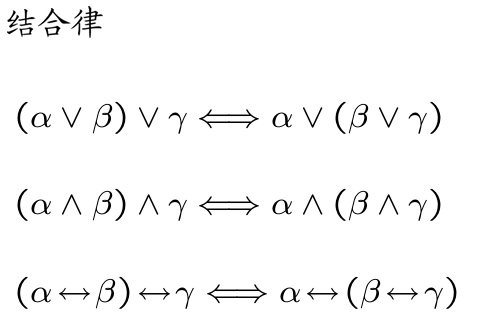 结合律
(α ∨ β) ∨ γ ⟺ α ∨ (β ∨ γ)
(α ∧ β) ∧ γ ⟺ α ∧ (β ∧ γ)
(α↔β)↔γ ⟺ α↔(β↔γ)